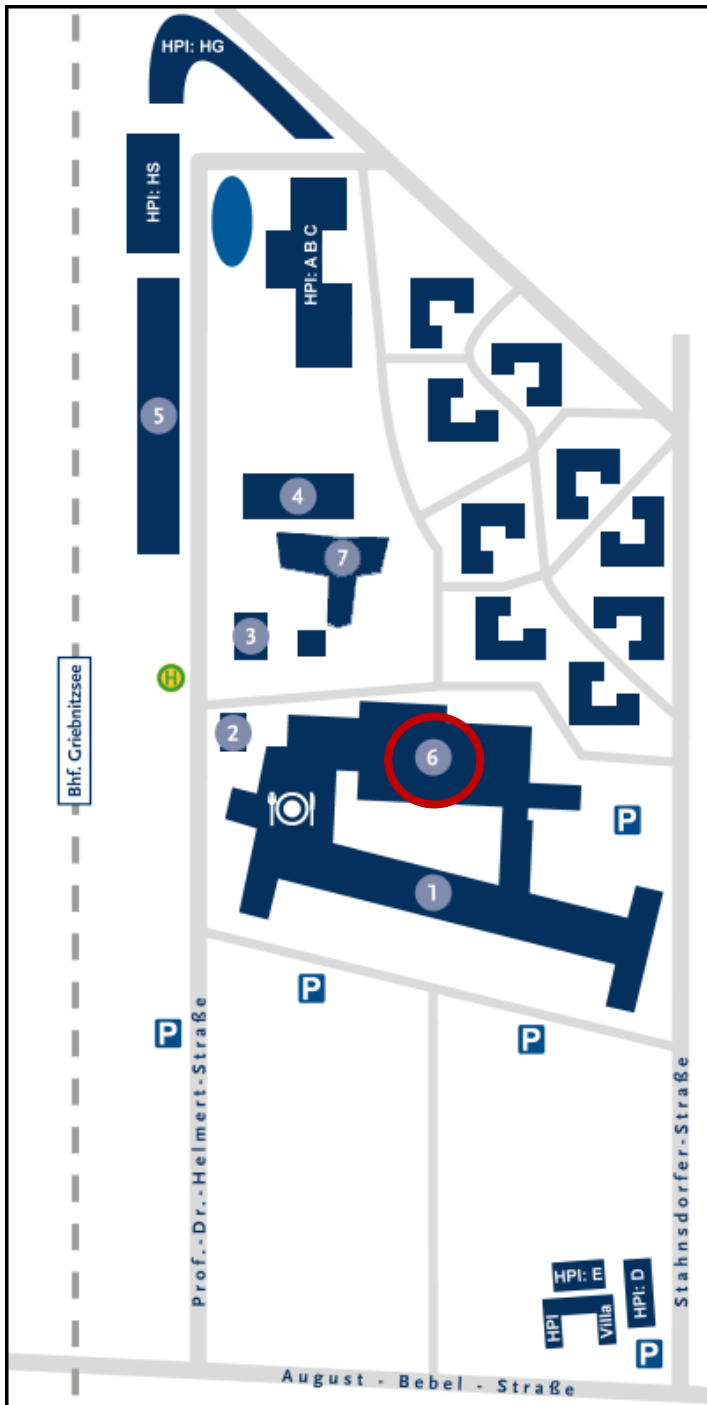 HPI: HG
HPI: HS
HPI: A B C
5
4
7
3
H
Bhf. Griebnitzsee
2
6
P
1
P
P
P
Prof.-Dr.-Helmert-Straße
Stahnsdorfer-Straße
HPI: E
HPI: D
HPI
Villa
P
August - Bebel - Straße